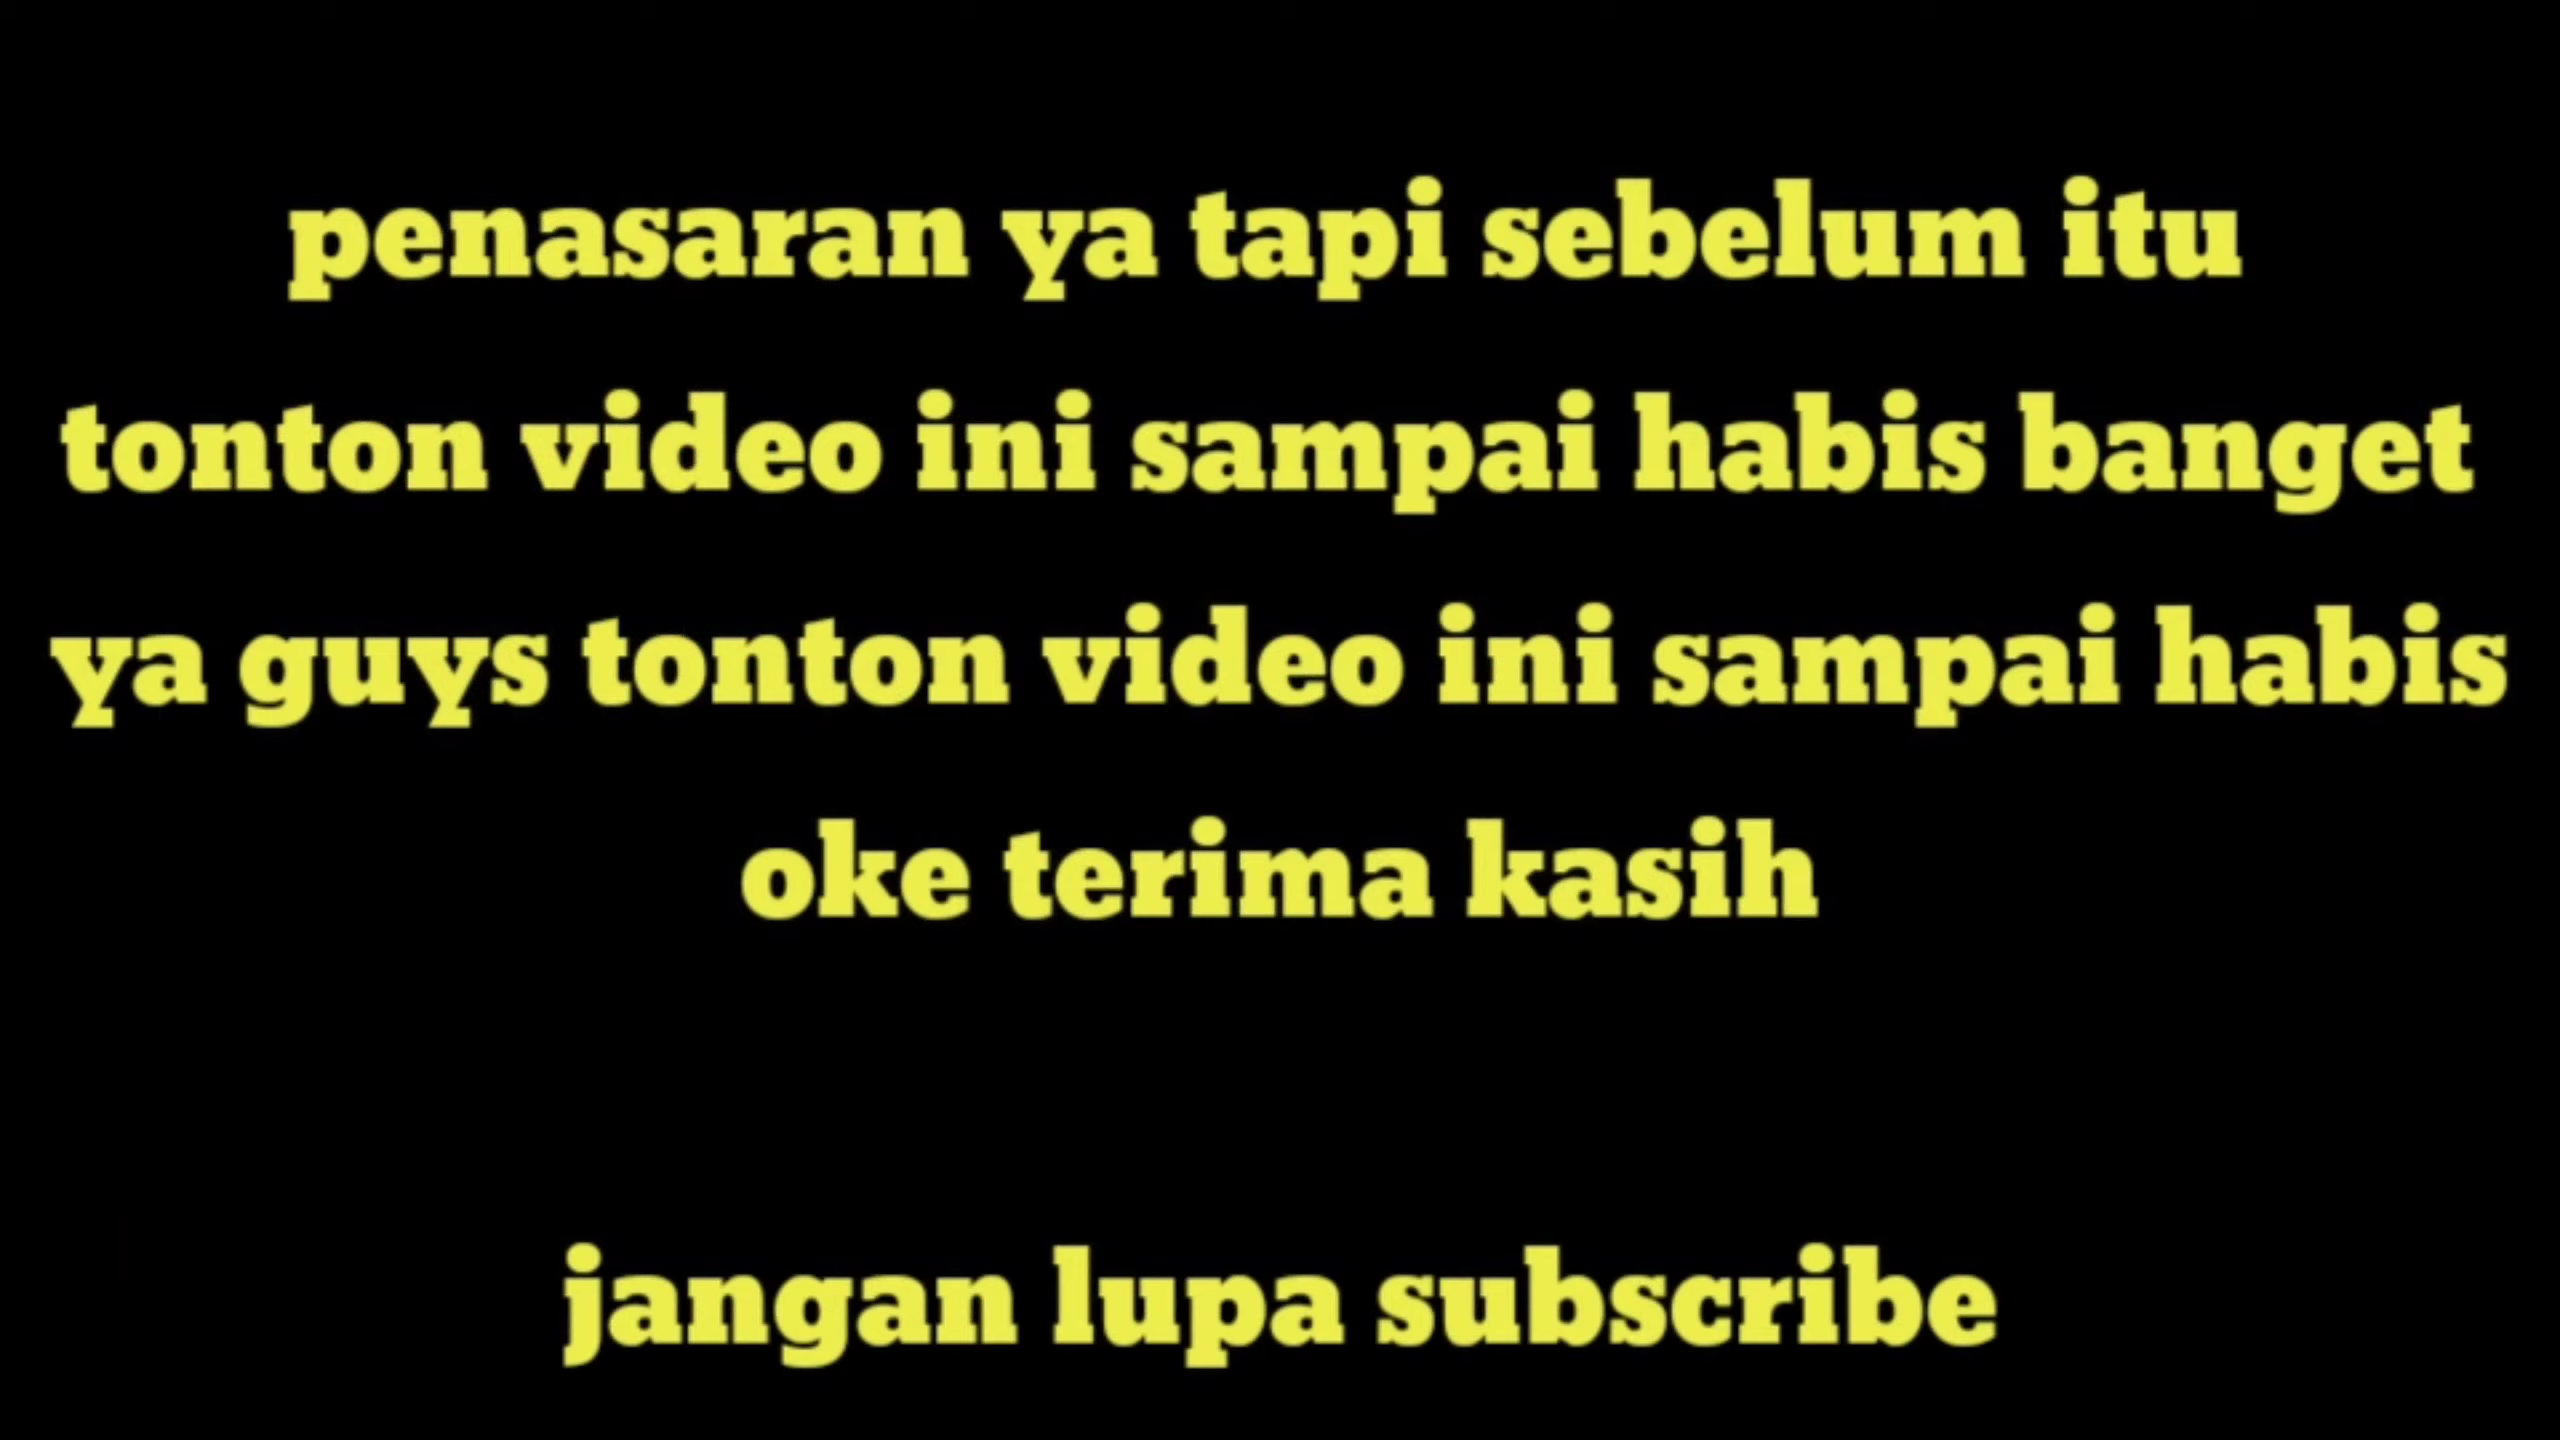 penasaran ya tapi sebelum itu
tonton video ini sampai habis banget
ya guys tonton video ini sampai habis
oke terima kasih
jangan lupa subscribe